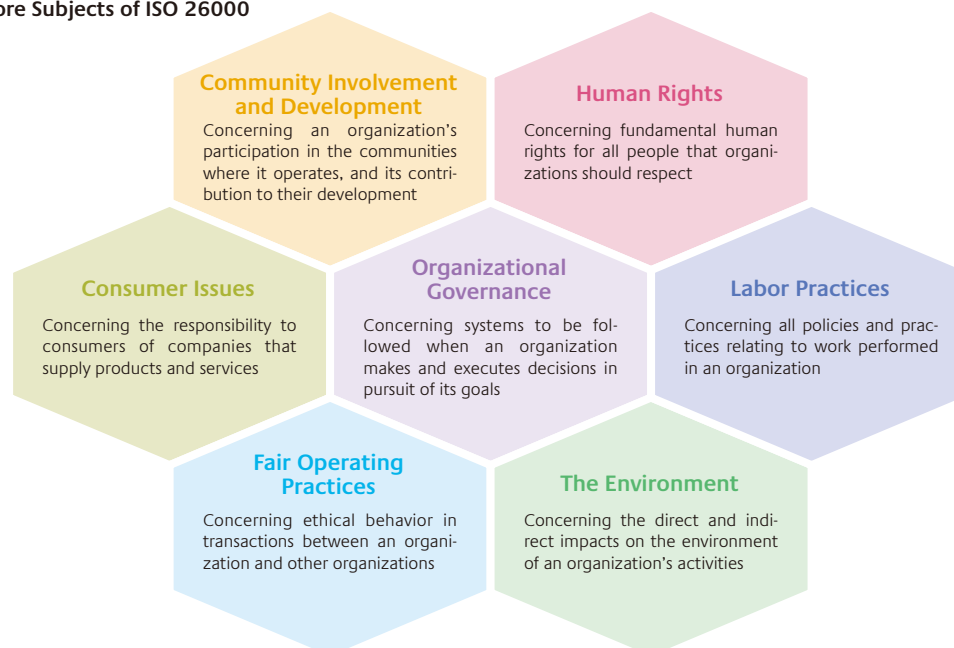 ore Subjects of ISO 26000
Community Involvement
and Development
Concerning an organization's
participation in the communities
where it operates, and its contri-
bution to their development
Human Rights
Concerning fundamental human
rights for all people that organi-
zations should respect
Consumer Issues
Concerning the responsibility to
consumers of companies that
supply products and services
Organizational
Governance
Concerning systems to be fol-
lowed when an organization
makes and executes decisions in
pursuit of its goals
Labor Practices
Concerning all policies and prac-
tices relating to work performed
in an organization
Fair Operating
Practices
Concerning ethical behavior in
transactions between an organi-
zation and other organizations
The Environment
Concerning the direct and indi-
rect impacts on the environment
of an organization's activities